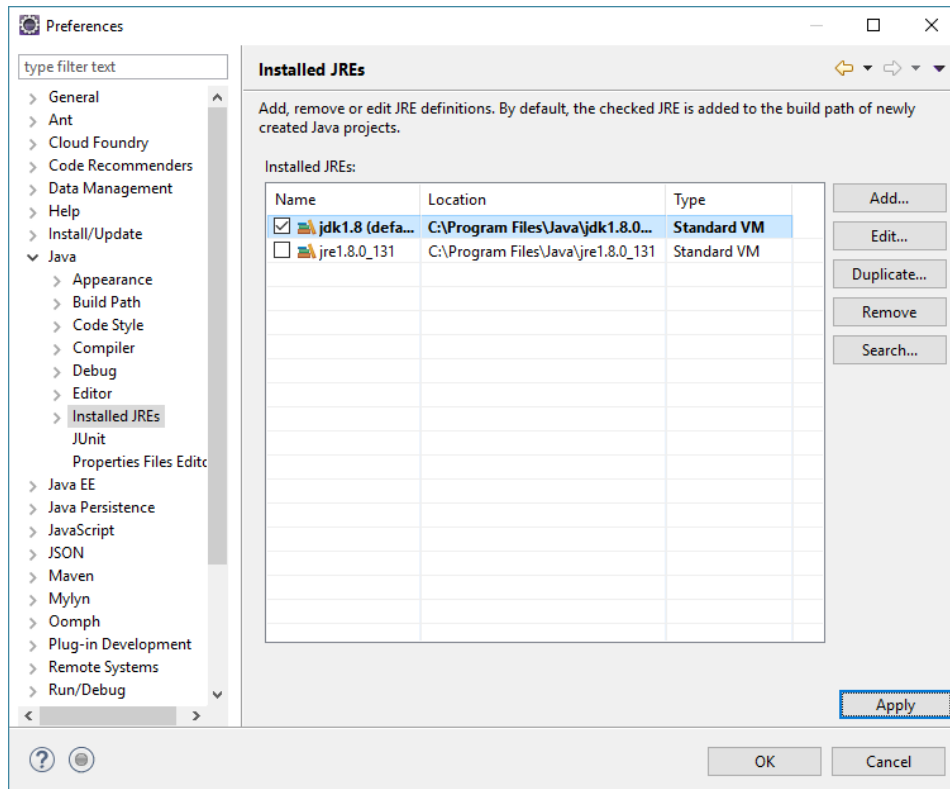 Preferences
type filter text
General
Ant
Cloud Foundry
Code Recommenders
Data Management
Help
Install/Update
Java
Appearance
Build Path
Code Style
Compiler
Debug
Editor
Installed JREs
JUnit
Properties Files Edito
Java EE
Java Persistence
JavaScript
JSON
Maven
Mylyn
Oomph
Plug-in Development
Remote Systems
Run/Debug
Installed JREs
Add, remove or edit JRE definitions. By default, the checked JRE is added to the build path of newly
created Java projects.
Installed JREs:
Name Location Type
jdk1.8 (defa... C:\Program Files\Java\jdk1.8.0... Standard VM
jre1.8.0_131 C:\Program Files\Java\jre1.8.0_131 Standard VM
Add...
Edit...
Duplicate...
Remove
Search...
Apply
OK Cancel